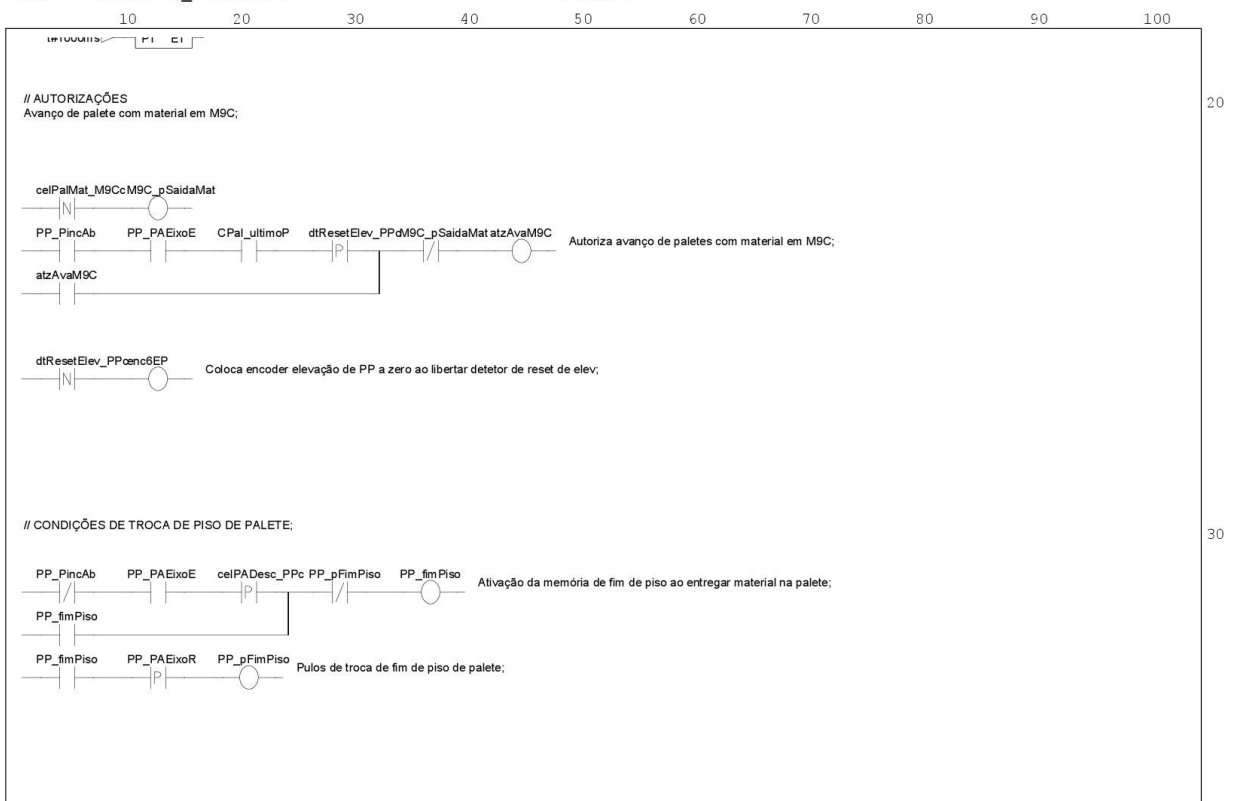 10 20 30 40 50 60 70 80 90 100
PT ET
// AUTORIZAÇÕES
20
Avanço de palete com material em M9C;
celPalMat_M9Cc M9C_pSaidaMat
N
PP_PincAb PP_PAEixoE CPal_ultimoP dtResetElev_PPc M9C_pSaidaMat atzAvaM9C
Autoriza avanço de paletes com material em M9C;
P /
atzAvaM9C
dtResetElev_PPc enc6EP
Coloca encoder elevação de PP a zero ao libertar detetor de reset de elev;
N
// CONDIÇÕES DE TROCA DE PISO DE PALETE;
30
PP_PincAb PP_PAEixoE celPADesc_PPc PP_pFimPiso PP_fimPiso
Ativação da memória de fim de piso ao entregar material na palete;
/ P /
PP_fimPiso
PP_fimPiso PP_PAEixoR PP_pFimPiso
Pulos de troca de fim de piso de palete;
P